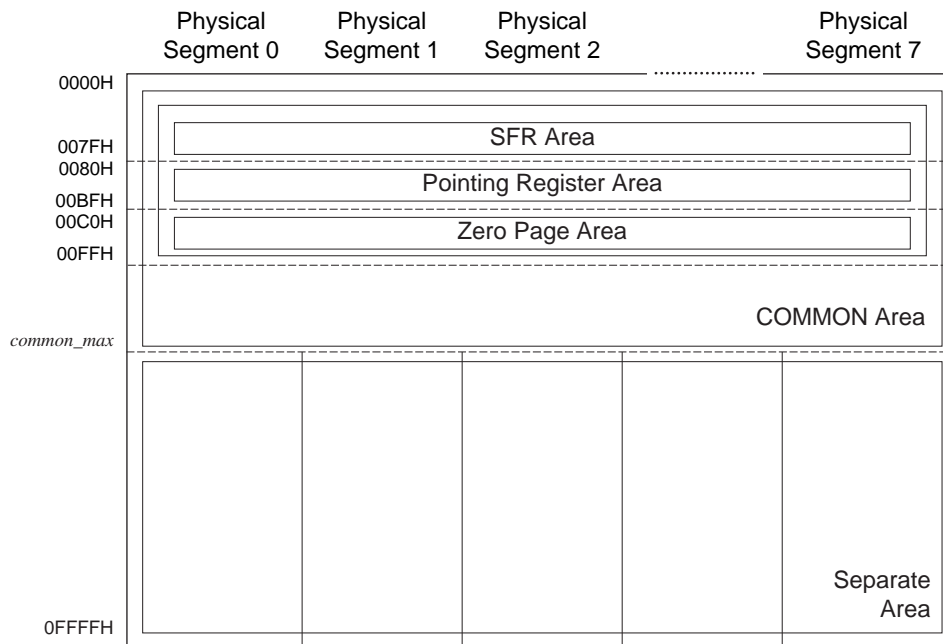 Physical Segment 0
Physical Segment 1
Physical Segment 2
Physical Segment 7
0000H
SFR Area
007FH
0080H
Pointing Register Area
00BFH
00C0H
Zero Page Area
00FFH
COMMON Area
common_max
Separate
Area
0FFFFH